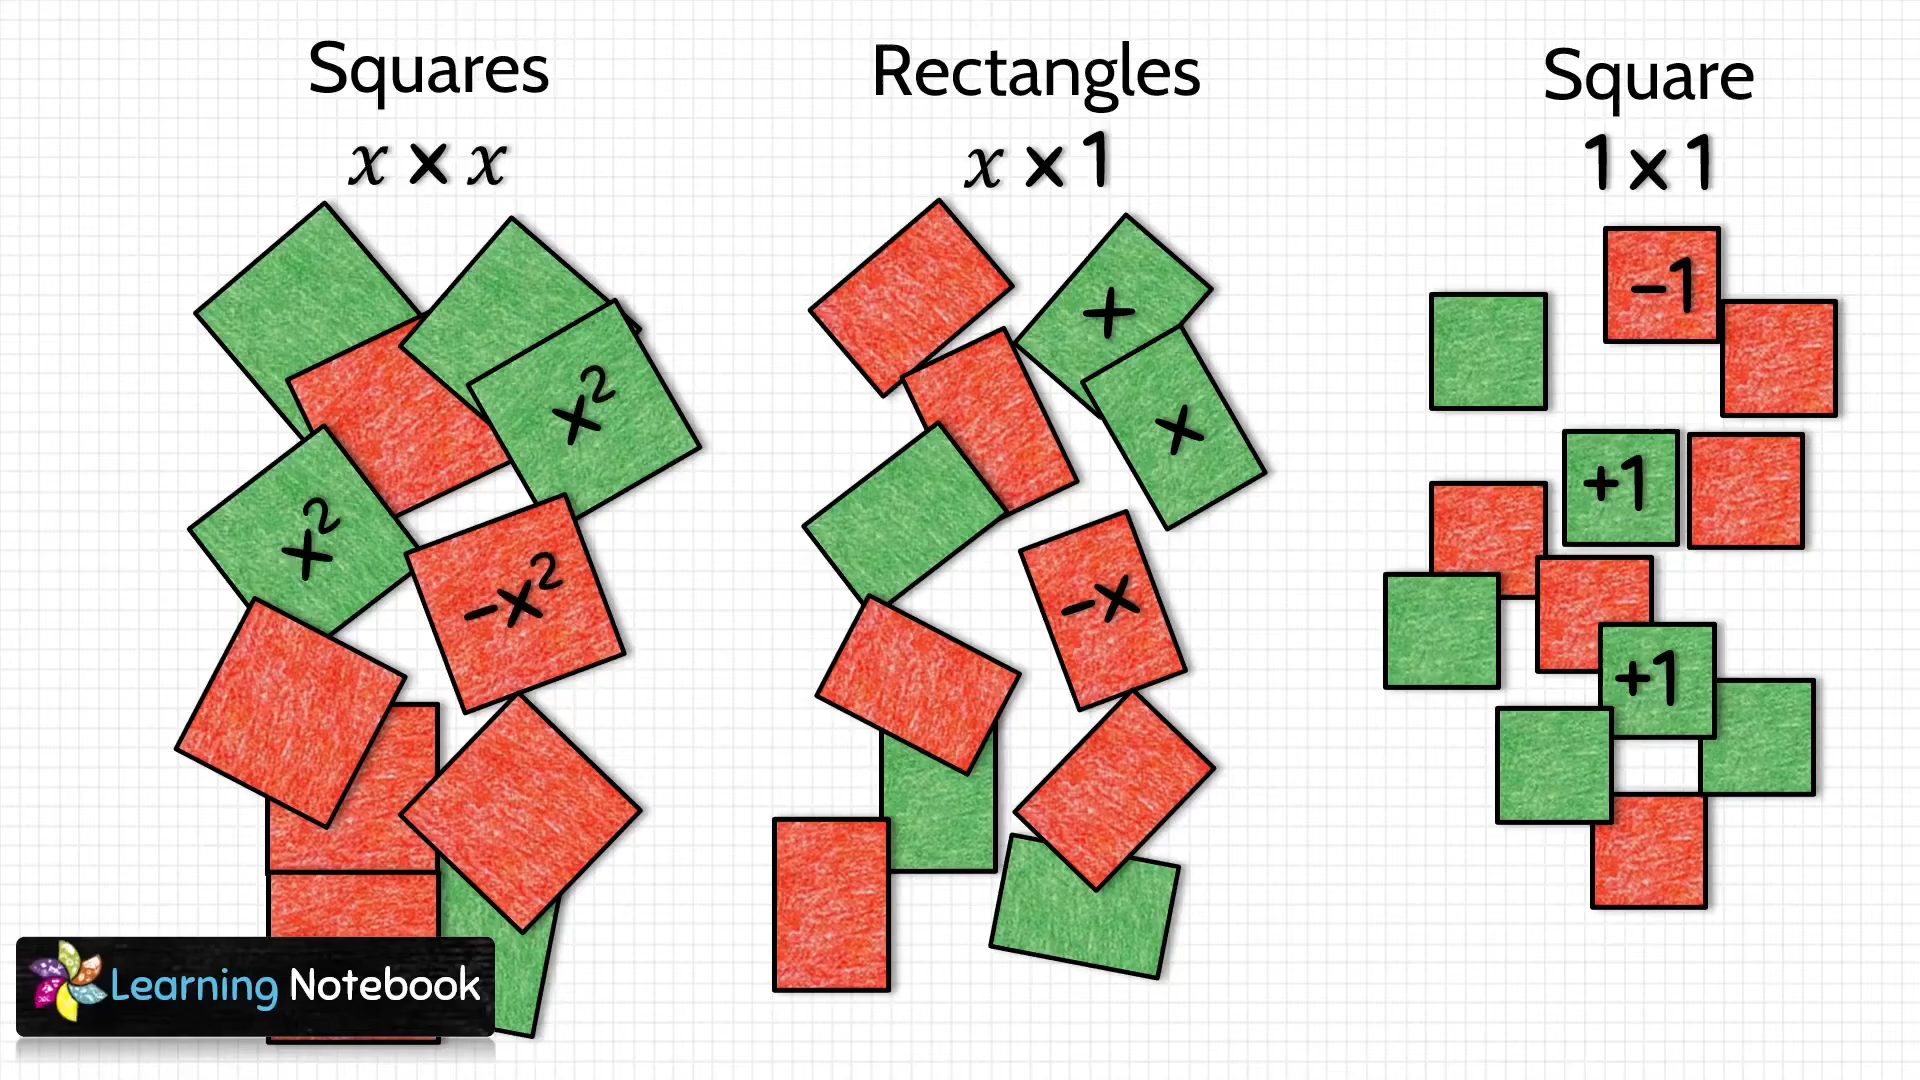 Squares
x x x
x²
x²
-x²
Rectangles
x x 1
+
x
-x
Square
1 x 1
-1
+1
+1
Learning Notebook